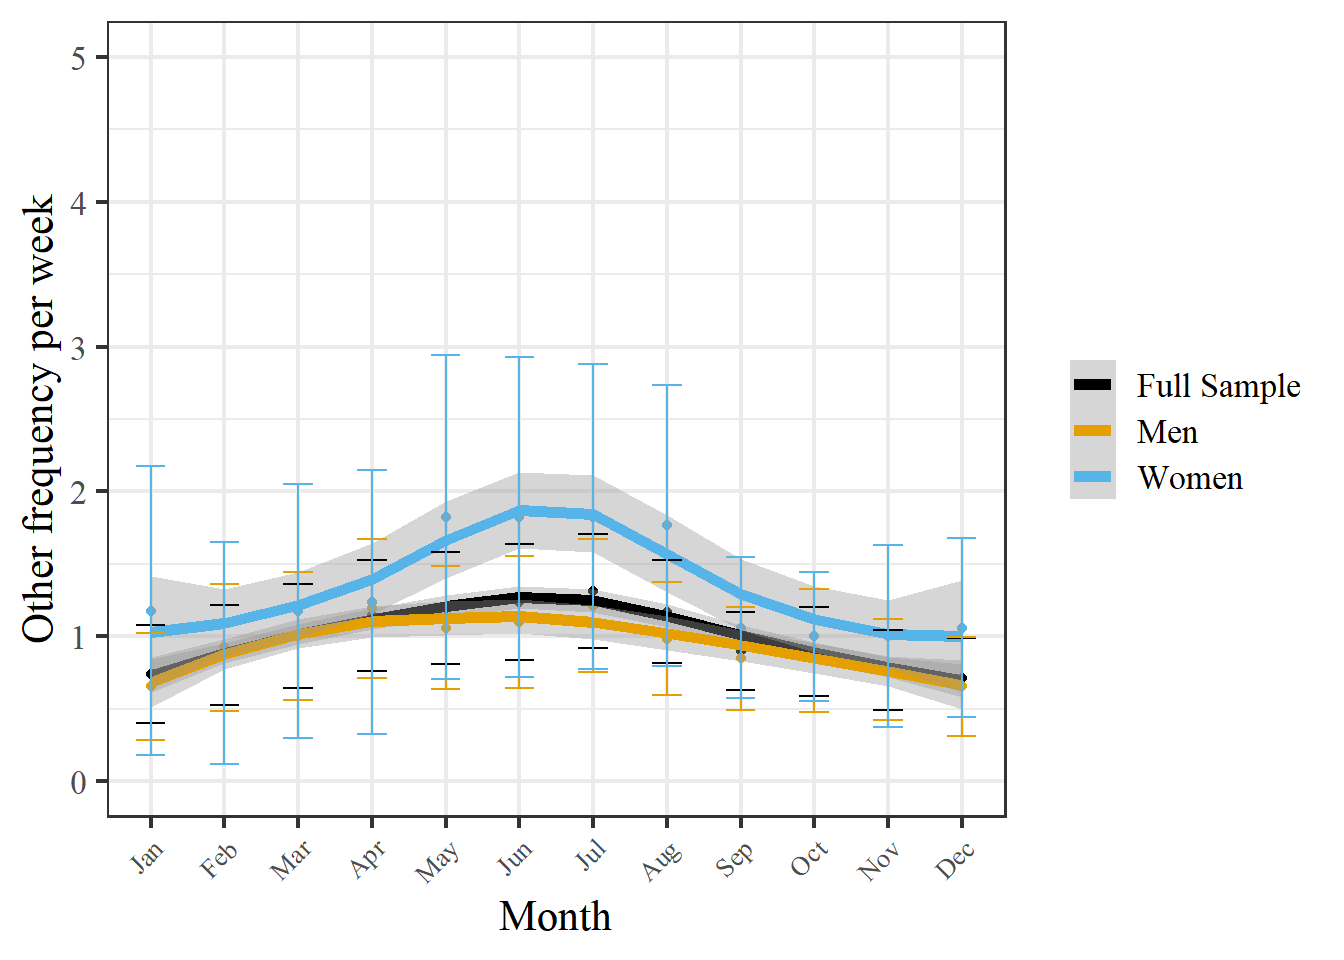 Other frequency per week
5
4
3
2
1
0
Jan
Feb
Mar
Apr
May
Jun
Jul
Aug
Sep
Oct
Nov
Dec
Month
Full Sample
Men
Women